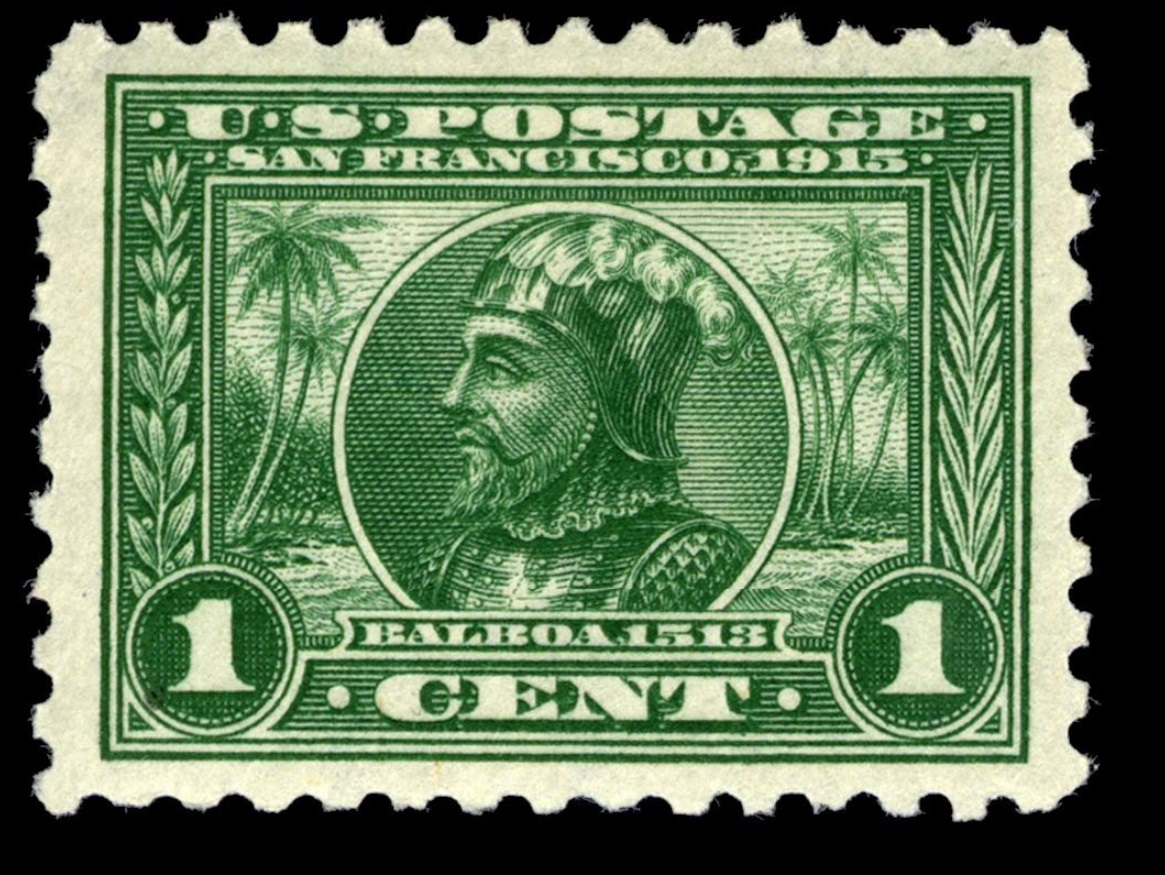 U·S·POSTAGE
SAN FRANCISCO, 1915
BALBOA, 1513
1 CENT 1